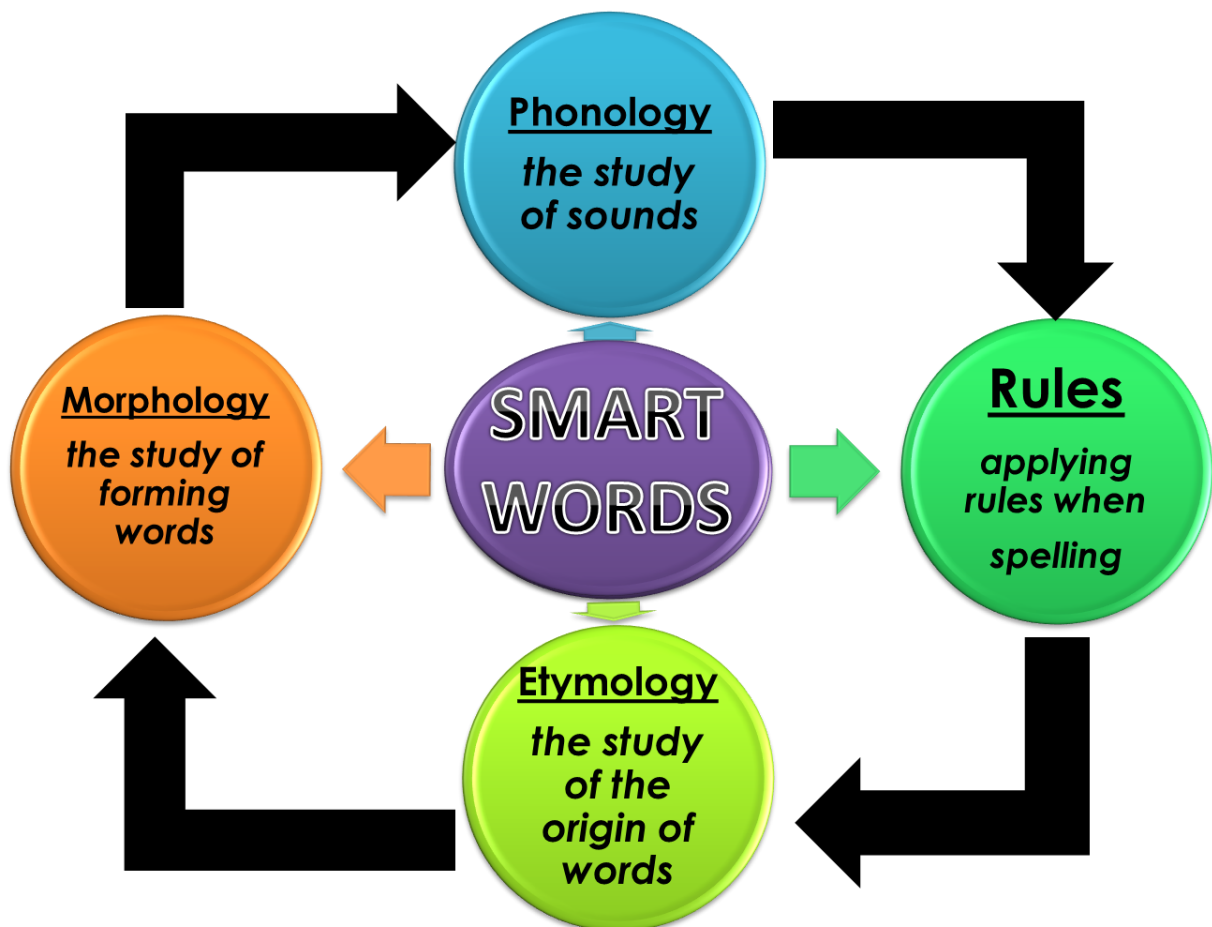 Phonology
the study
of sounds
Morphology
the study of
forming
words
SMART
WORDS
Rules
applying
rules when
spelling
Etymology
the study
of the
origin of
words